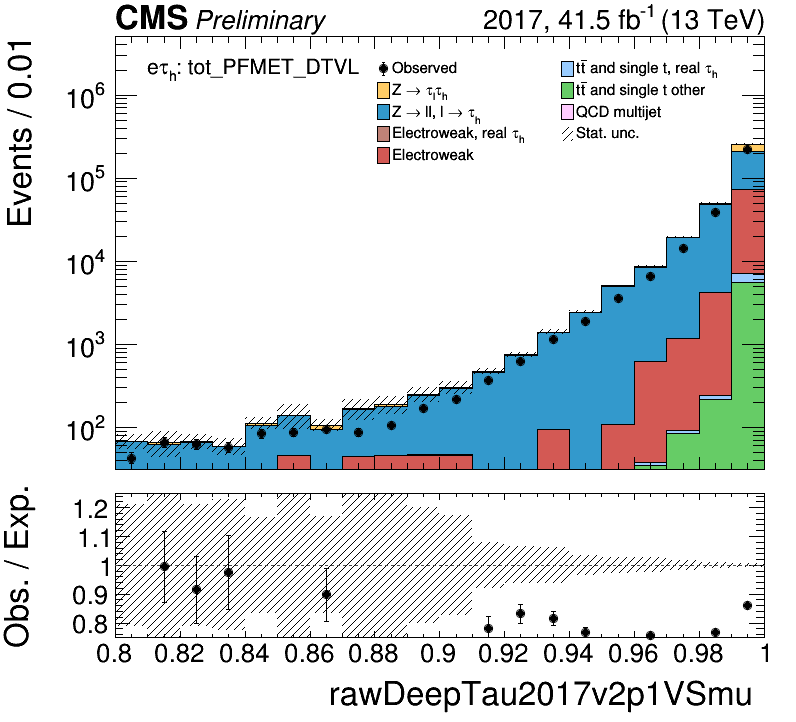 CMS Preliminary 2017, 41.5 fb⁻¹ (13 TeV)
eτₕ: tot_PFMET_DTVL
Observed
Z → τₗτₕ
Z → ll, l → τₕ
Electroweak, real τₕ
Electroweak
tt̄ and single t, real τₕ
tt̄ and single t other
QCD multijet
Stat. unc.
Events / 0.01
10⁶
10⁵
10⁴
10³
10²
Obs. / Exp.
1.2
1.1
1
0.9
0.8
0.8 0.82 0.84 0.86 0.88 0.9 0.92 0.94 0.96 0.98 1
rawDeepTau2017v2p1VSmu